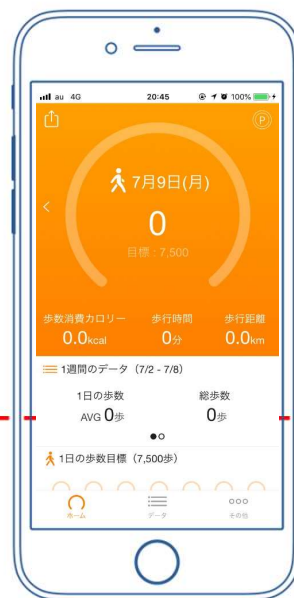 au 4G 20:45 100%
P
7月9日(月)
0
目標 : 7,500
歩数消費カロリー 歩行時間 歩行距離
0.0kcal 0分 0.0km
1週間のデータ (7/2 - 7/8)
1日の歩数 総歩数
AVG 0歩 0歩
1日の歩数目標 (7,500歩)
ホーム データ その他